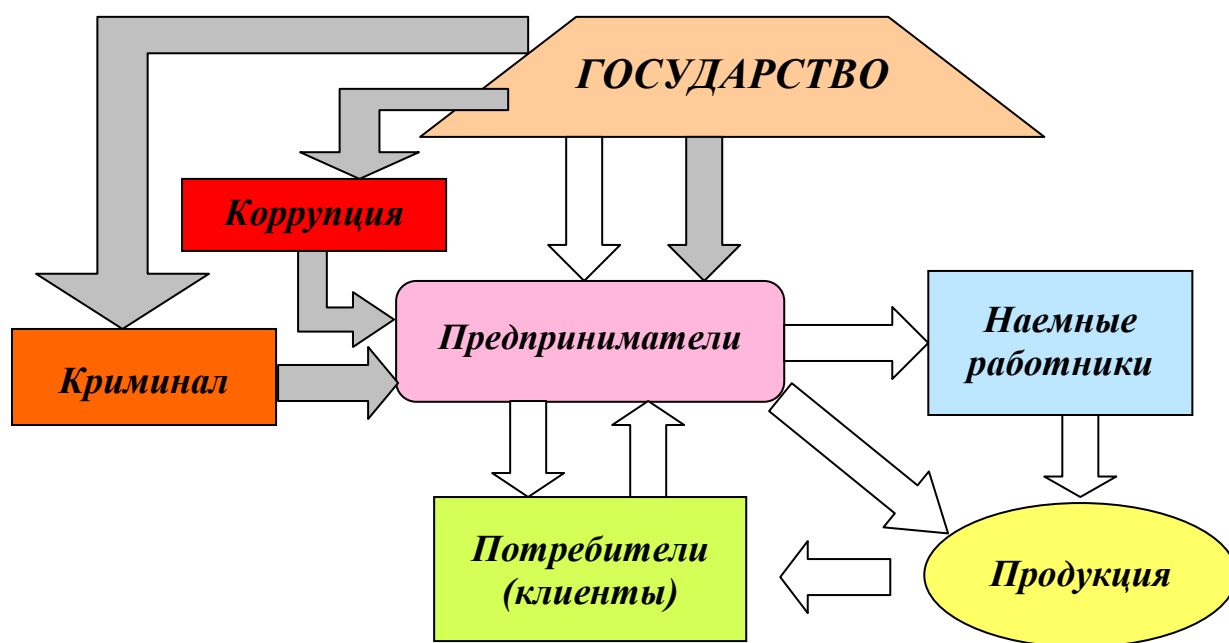 ГОСУДАРСТВО
Коррупция
Предприниматели
Наемные
работники
Криминал
Потребители
(клиенты)
Продукция